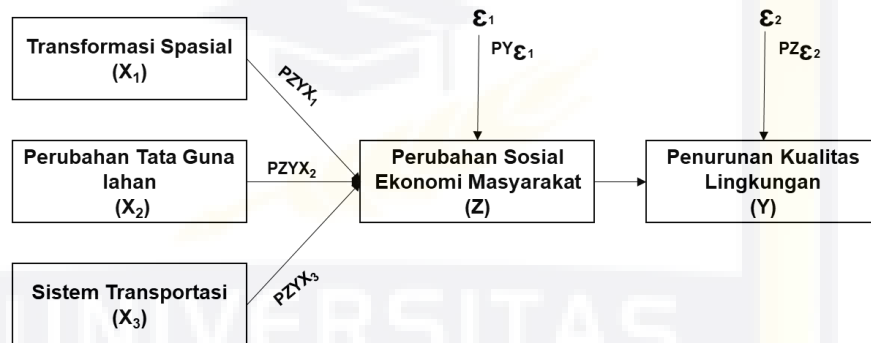 ε1
ε2
Transformasi Spasial
(X1)
PYε1
PZε2
PZYX1
Perubahan Tata Guna
lahan
(X2)
PZYX2
Perubahan Sosial
Ekonomi Masyarakat
(Z)
Penurunan Kualitas
Lingkungan
(Y)
Sistem Transportasi
(X3)
PZYX3
UNIVERSITAS